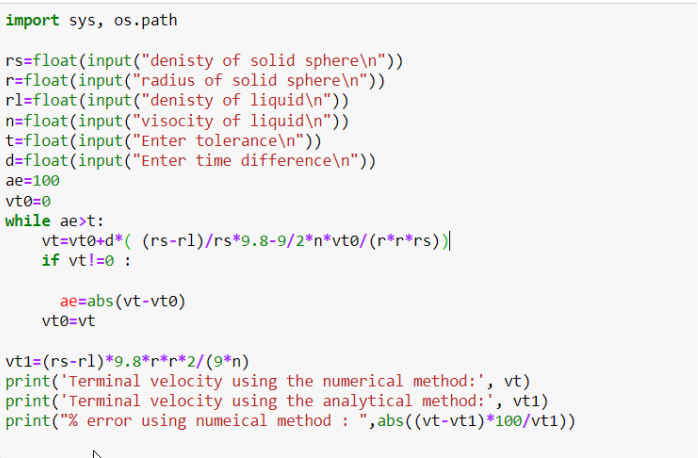 import sys, os.path
rs=float(input("denisty of solid sphere\n"))
r=float(input("radius of solid sphere\n"))
rl=float(input("denisty of liquid\n"))
n=float(input("visocity of liquid\n"))
t=float(input("Enter tolerance\n"))
d=float(input("Enter time difference\n"))
ae=100
vt0=0
while ae>t:
    vt=vt0+d*( (rs-rl)/rs*9.8-9/2*n*vt0/(r*r*rs))
    if vt!=0 :
      ae=abs(vt-vt0)
    vt0=vt
vt1=(rs-rl)*9.8*r*r*2/(9*n)
print('Terminal velocity using the numerical method:', vt)
print('Terminal velocity using the analytical method:', vt1)
print("% error using numeical method : ",abs((vt-vt1)*100/vt1))